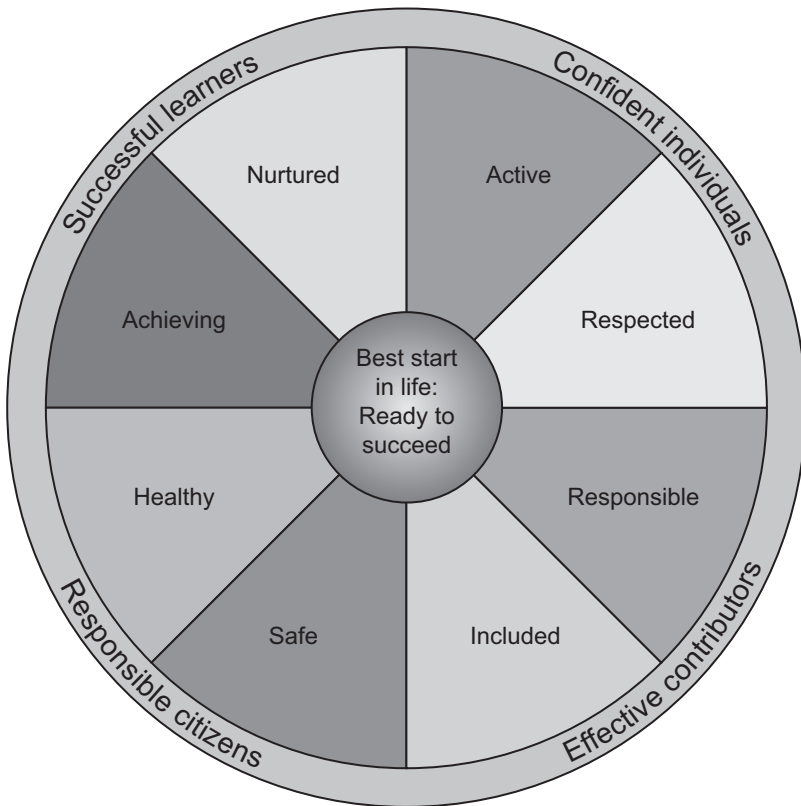 Successful learners
Confident individuals
Nurtured
Active
Achieving
Respected
Best start
in life:
Ready to
succeed
Healthy
Responsible
Safe
Included
Responsible citizens
Effective contributors